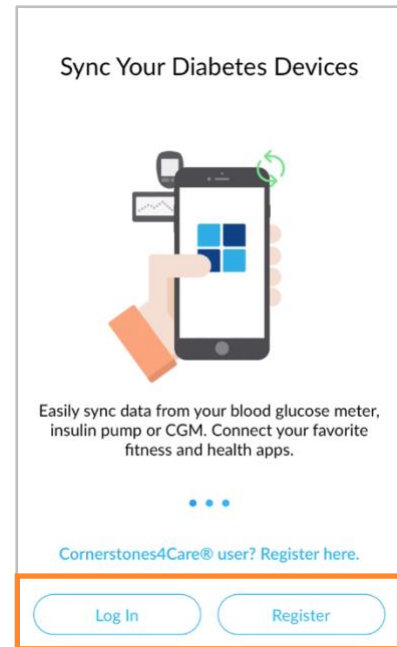 Sync Your Diabetes Devices
Easily sync data from your blood glucose meter,
insulin pump or CGM. Connect your favorite
fitness and health apps.
Cornerstones4Care® user? Register here.
Log In
Register